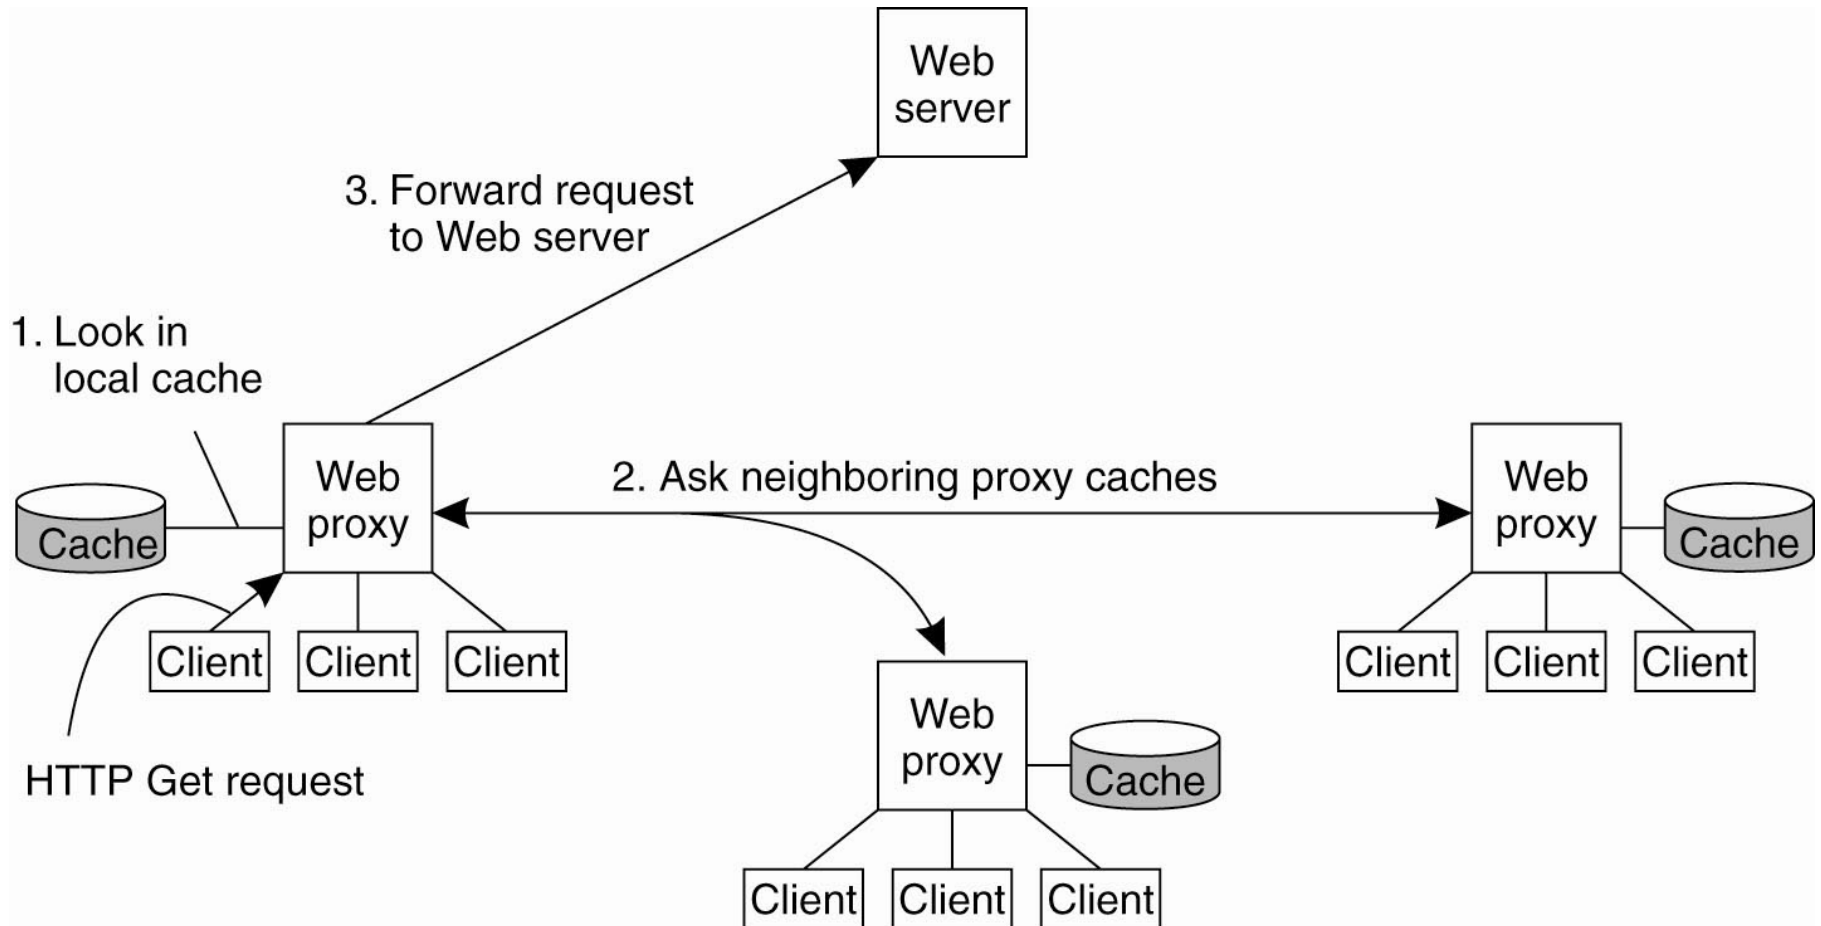 Web
server
3. Forward request
to Web server
1. Look in
local cache
Web
proxy
Cache
2. Ask neighboring proxy caches
Web
proxy
Cache
Client
Client
Client
Client
Client
Client
HTTP Get request
Web
proxy
Cache
Client
Client
Client